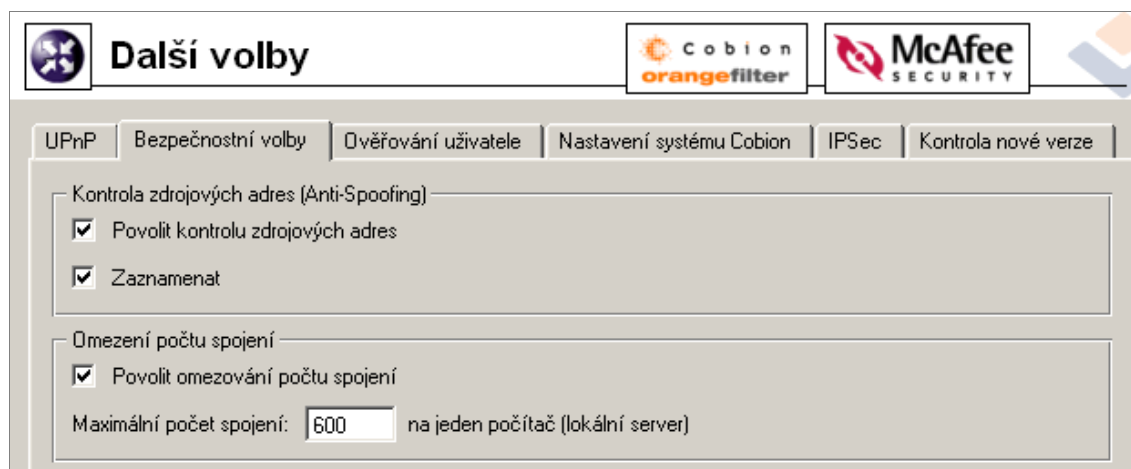 Další volby
Cobion
orangefilter
McAfee
SECURITY
UPnP
Bezpečnostní volby
Ověřování uživatele
Nastavení systému Cobion
IPSec
Kontrola nové verze
Kontrola zdrojových adres (Anti-Spoofing)
Povolit kontrolu zdrojových adres
Zaznamenat
Omezení počtu spojení
Povolit omezování počtu spojení
Maximální počet spojení: 600 na jeden počítač (lokální server)